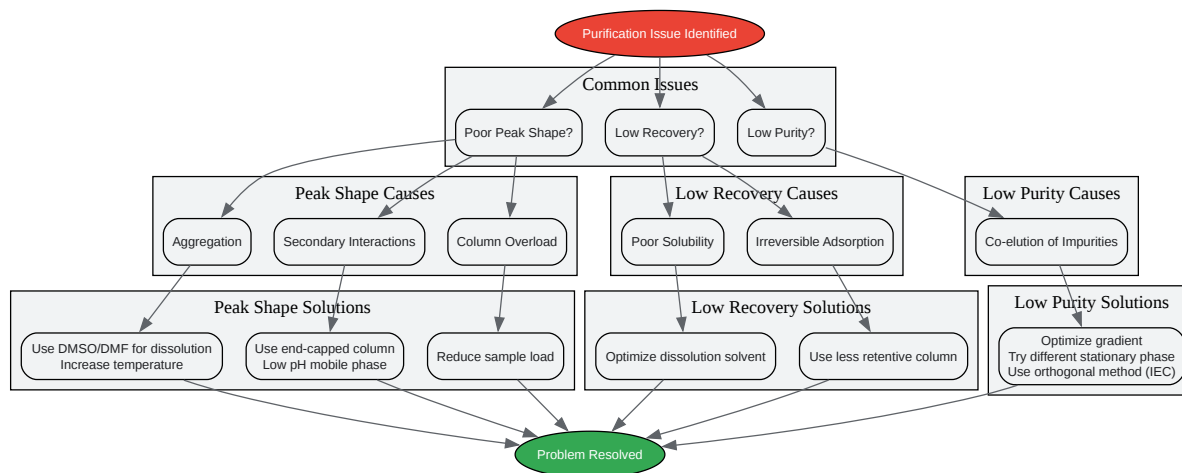 Purification Issue Identified
Common Issues
Poor Peak Shape?
Low Recovery?
Low Purity?
Peak Shape Causes
Low Recovery Causes
Low Purity Causes
Aggregation
Secondary Interactions
Column Overload
Poor Solubility
Irreversible Adsorption
Co-elution of Impurities
Peak Shape Solutions
Low Recovery Solutions
Low Purity Solutions
Use DMSO/DMF for dissolution
Increase temperature
Use end-capped column
Low pH mobile phase
Reduce sample load
Optimize dissolution solvent
Use less retentive column
Optimize gradient
Try different stationary phase
Use orthogonal method (IEC)
Problem Resolved